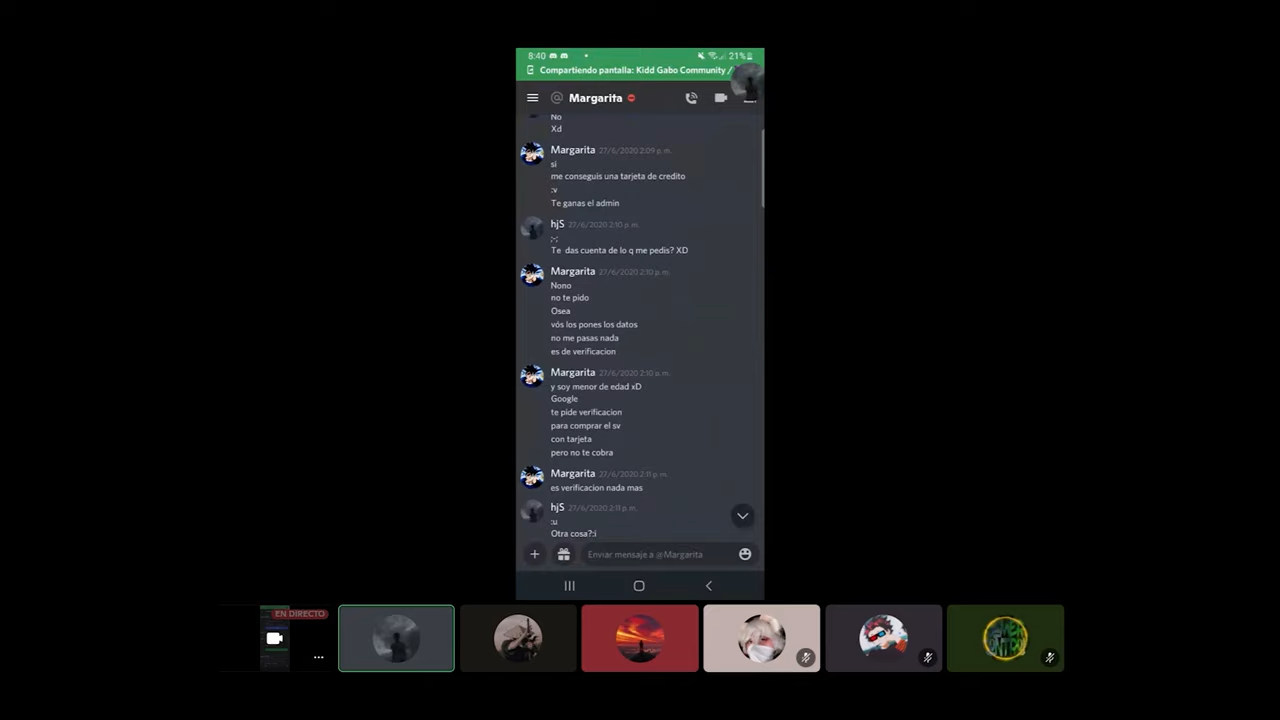 8:40
21%
Compartiendo pantalla: Kidd Gabo Community /
Margarita
No
Xd
Margarita 27/6/2020 2:09 p. m.
si
me conseguis una tarjeta de credito
:v
Te ganas el admin
hjS 27/6/2020 2:10 p. m.
;-;
Te das cuenta de lo q me pedis? XD
Margarita 27/6/2020 2:10 p. m.
Nono
no te pido
Osea
vós los pones los datos
no me pasas nada
es de verificacion
Margarita 27/6/2020 2:10 p. m.
y soy menor de edad xD
Google
te pide verificacion
para comprar el sv
con tarjeta
pero no te cobra
Margarita 27/6/2020 2:11 p. m.
es verificacion nada mas
hjS 27/6/2020 2:11 p. m.
:u
Otra cosa?:i
Enviar mensaje a @Margarita
EN DIRECTO